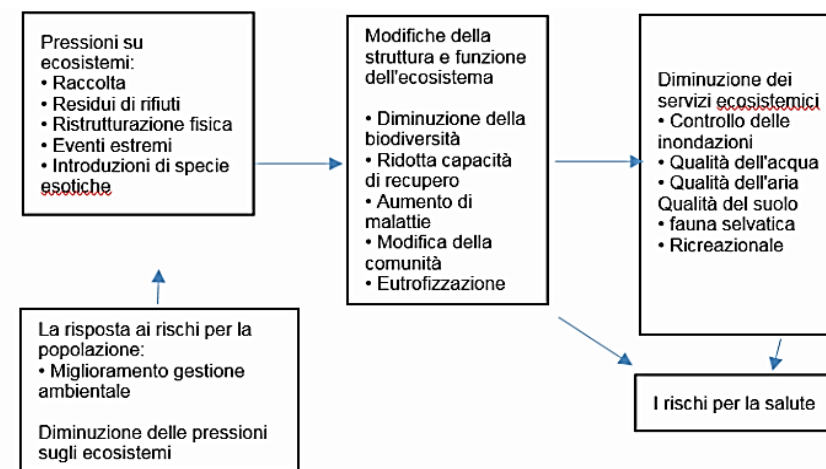 Pressioni su
ecosistemi:
• Raccolta
• Residui di rifiuti
• Ristrutturazione fisica
• Eventi estremi
• Introduzioni di specie
esotiche
Modifiche della
struttura e funzione
dell'ecosistema
• Diminuzione della
biodiversità
• Ridotta capacità
di recupero
• Aumento di
malattie
• Modifica della
comunità
• Eutrofizzazione
Diminuzione dei
servizi ecosistemici
• Controllo delle
inondazioni
• Qualità dell'acqua
• Qualità dell'aria
Qualità del suolo
• fauna selvatica
• Ricreazionale
La risposta ai rischi per la
popolazione:
• Miglioramento gestione
ambientale
Diminuzione delle pressioni
sugli ecosistemi
I rischi per la salute